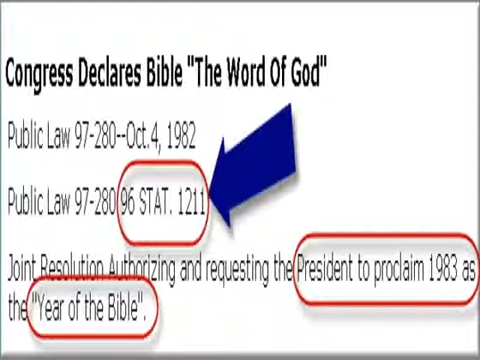 Congress Declares Bible "The Word Of God"
Public Law 97-280--Oct.4, 1982
Public Law 97-280 96 STAT. 1211
Joint Resolution Authorizing and requesting the President to proclaim 1983 as
the "Year of the Bible".